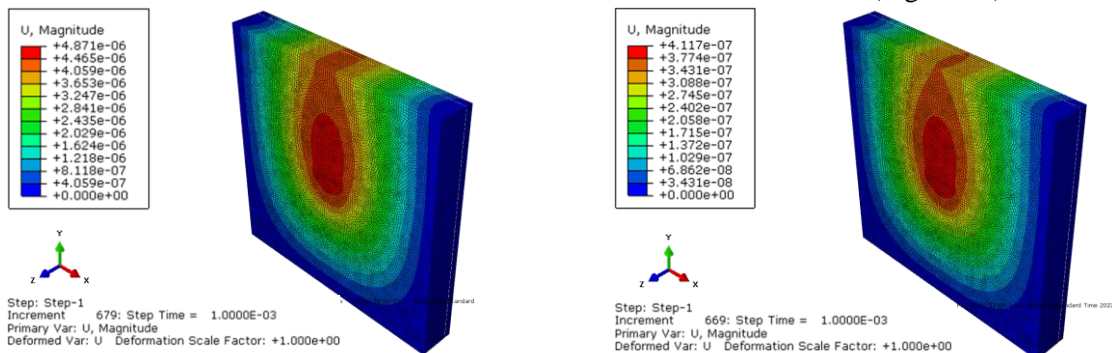 U, Magnitude
+4.871e-06
+4.465e-06
+4.059e-06
+3.653e-06
+3.247e-06
+2.841e-06
+2.435e-06
+2.029e-06
+1.624e-06
+1.218e-06
+8.118e-07
+4.059e-07
+0.000e+00
Y
Z
X
Step: Step-1
Increment 679: Step Time = 1.0000E-03
Primary Var: U, Magnitude
Deformed Var: U Deformation Scale Factor: +1.000e+00
U, Magnitude
+4.117e-07
+3.774e-07
+3.431e-07
+3.088e-07
+2.745e-07
+2.402e-07
+2.058e-07
+1.715e-07
+1.372e-07
+1.029e-07
+6.862e-08
+3.431e-08
+0.000e+00
Y
Z
X
Step: Step-1
Increment 669: Step Time = 1.0000E-03
Primary Var: U, Magnitude
Deformed Var: U Deformation Scale Factor: +1.000e+00